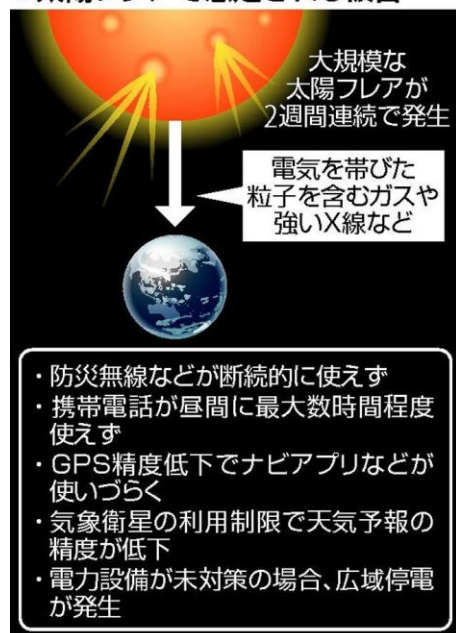 大規模な
太陽フレアが
2週間連続で発生
電気を帯びた
粒子を含むガスや
強いX線など
・防災無線などが断続的に使えず
・携帯電話が昼間に最大数時間程度
使えず
・GPS精度低下でナビアプリなどが
使いづらく
・気象衛星の利用制限で天気予報の
精度が低下
・電力設備が未対策の場合、広域停電
が発生